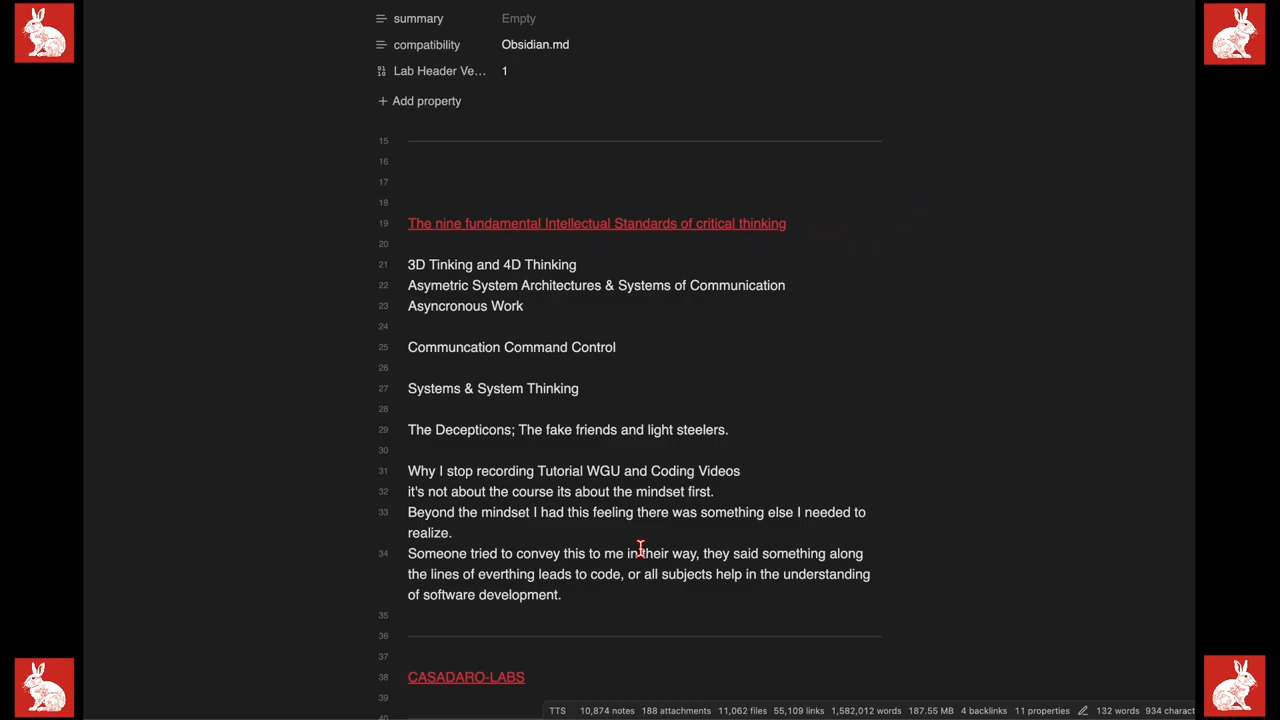 summary Empty
compatibility Obsidian.md
Lab Header Ve... 1
+ Add property
15
16
17
18
19 The nine fundamental Intellectual Standards of critical thinking
20
21 3D Tinking and 4D Thinking
22 Asymetric System Architectures & Systems of Communication
23 Asyncronous Work
24
25 Communcation Command Control
26
27 Systems & System Thinking
28
29 The Decepticons; The fake friends and light steelers.
30
31 Why I stop recording Tutorial WGU and Coding Videos
32 it's not about the course its about the mindset first.
33 Beyond the mindset I had this feeling there was something else I needed to
realize.
34 Someone tried to convey this to me in their way, they said something along
the lines of everthing leads to code, or all subjects help in the understanding
of software development.
35
36
37
38 CASADARO-LABS
39
40
TTS 10,874 notes 188 attachments 11,062 files 55,109 links 1,582,012 words 187.55 MB 4 backlinks 11 properties 132 words 934 charact